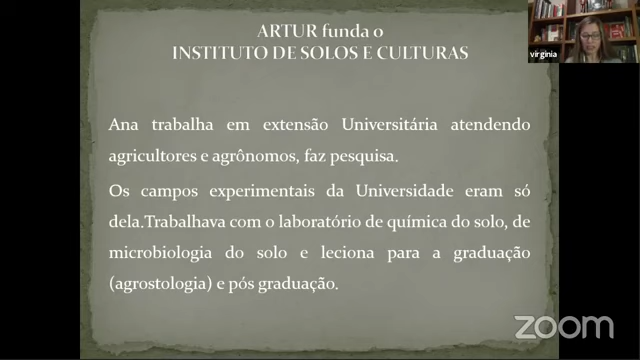 ARTUR funda o
INSTITUTO DE SOLOS E CULTURAS
virginia
Ana trabalha em extensão Universitária atendendo
agricultores e agrônomos, faz pesquisa.
Os campos experimentais da Universidade eram só
dela.Trabalhava com o laboratório de química do solo, de
microbiologia do solo e leciona para a graduação
(agrostologia) e pós graduação.
zoom